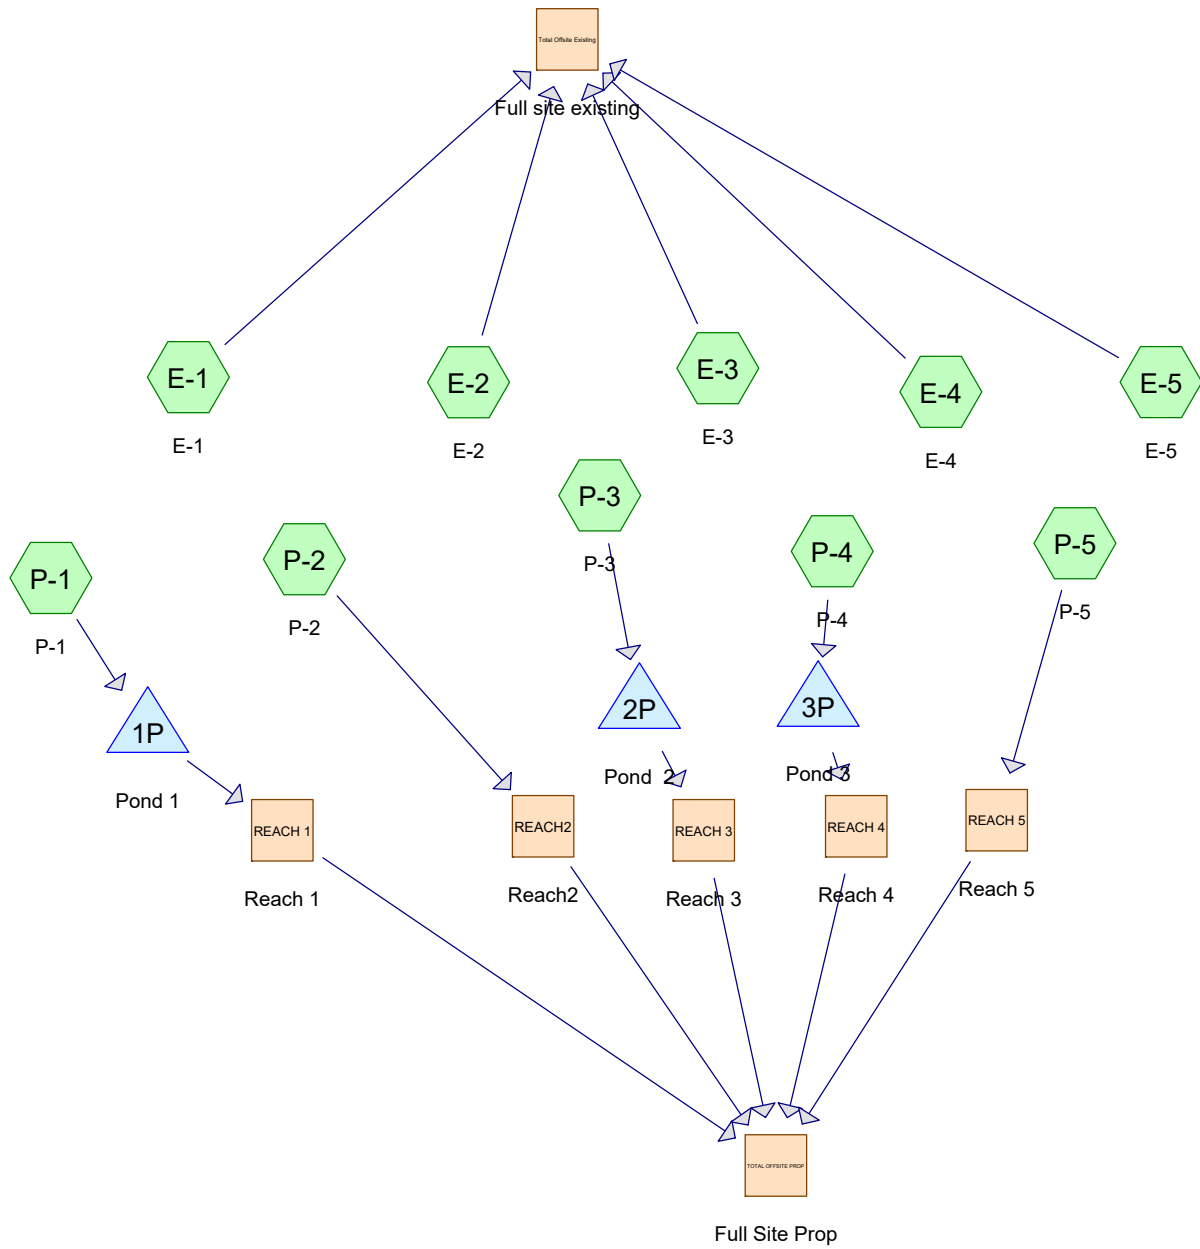 Total Offsite Existing
Full site existing
E-1
E-2
E-3
E-4
E-5
E-1
E-2
E-3
E-4
E-5
P-3
P-1
P-2
P-4
P-5
P-3
P-1
P-2
P-4
P-5
1P
2P
3P
Pond 1
Pond  2
Pond 3
REACH 1
REACH2
REACH 3
REACH 4
REACH 5
Reach 1
Reach2
Reach 3
Reach 4
Reach 5
TOTAL OFFSITE PROP
Full Site Prop